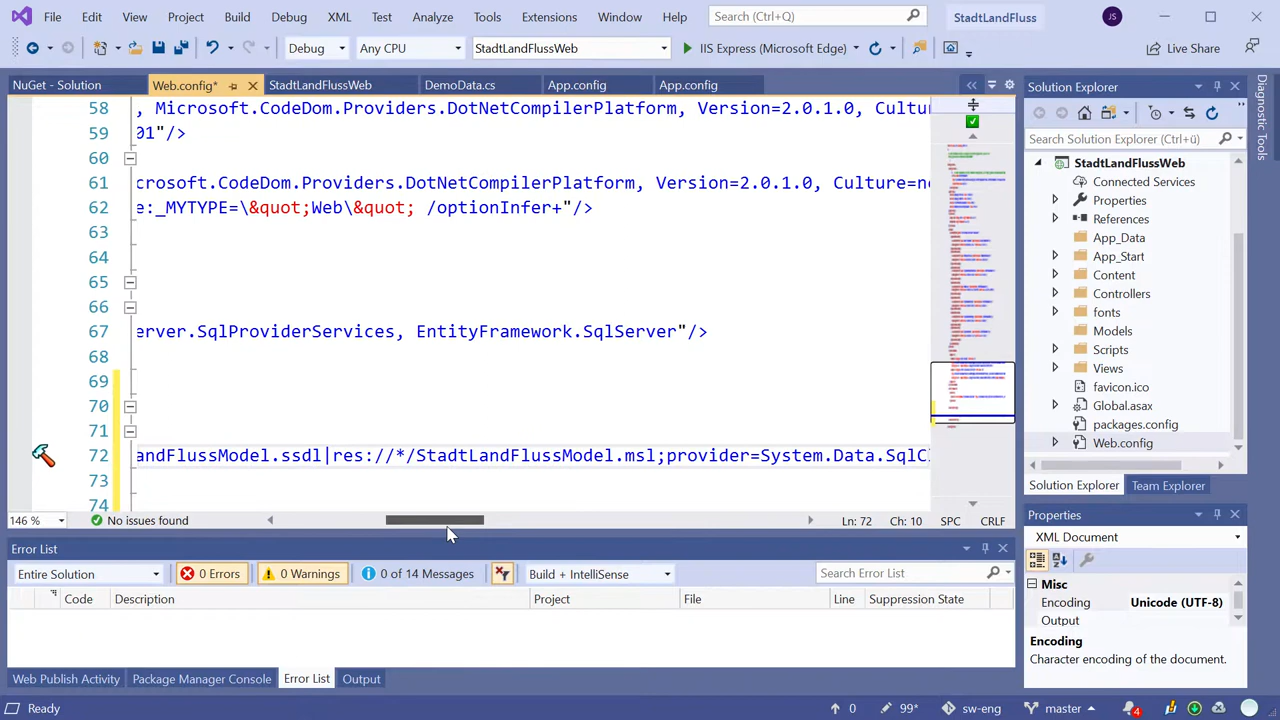 File Edit View Git Project Build Debug XML Test Analyze Tools Extensions Window Help Search (Ctrl+Q) StadtLandFluss JS
Debug Any CPU StadtLandFlussWeb IIS Express (Microsoft Edge) Live Share
NuGet - Solution Web.config* StadtLandFlussWeb DemoData.cs App.config App.config
58 , Microsoft.CodeDom.Providers.DotNetCompilerPlatform, Version=2.0.1.0, Culture=
59 01"/>
60
61 crosoft.CodeDom.Providers.DotNetCompilerPlatform, Version=2.0.1.0, Culture=ne
62 e:_MYTYPE=\&quot;Web\&quot; /optionInfer+"/>
63
64
65
66
67 erver.SqlProviderServices, EntityFramework.SqlServer"/>
68
69
70
71
72 andFlussModel.ssdl|res://*/StadtLandFlussModel.msl;provider=System.Data.SqlCl
73
74
146 % No issues found Ln: 72 Ch: 10 SPC CRLF
Solution Explorer
Search Solution Explorer (Ctrl+ü)
StadtLandFlussWeb
Connected Services
Properties
References
App_Data
App_Start
Content
Controllers
fonts
Models
Scripts
Views
favicon.ico
Global.asax
packages.config
Web.config
Solution Explorer Team Explorer
Diagnostic Tools
Properties
XML Document
Misc
Encoding Unicode (UTF-8)
Output
Encoding
Character encoding of the document.
Error List
Entire Solution 0 Errors 0 Warnings 0 of 14 Messages Build + IntelliSense Search Error List
Code Description Project File Line Suppression State
Web Publish Activity Package Manager Console Error List Output
Ready 0 99* sw-eng master 4